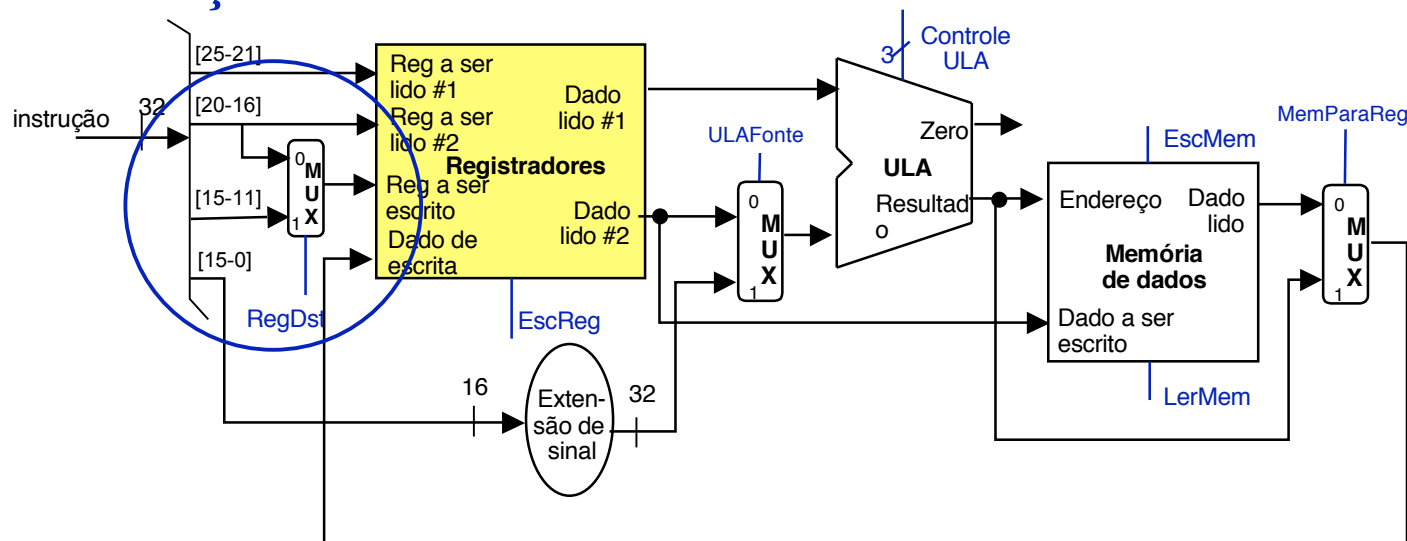 ç
[25-21]
Reg a ser
lido #1
Dado
lido #1
3
Controle
ULA
instrução
32
[20-16]
Reg a ser
lido #2
ULAFonte
Zero
EscMem
MemParaReg
0
M
U
X
1
Registradores
Reg a ser
escrito
ULA
[15-11]
Dado
lido #2
0
M
U
X
1
Resultad
o
Endereço
Dado
lido
0
M
U
X
1
Dado de
escrita
Memória
de dados
[15-0]
RegDst
EscReg
Dado a ser
escrito
LerMem
16
Exten-
são de
sinal
32